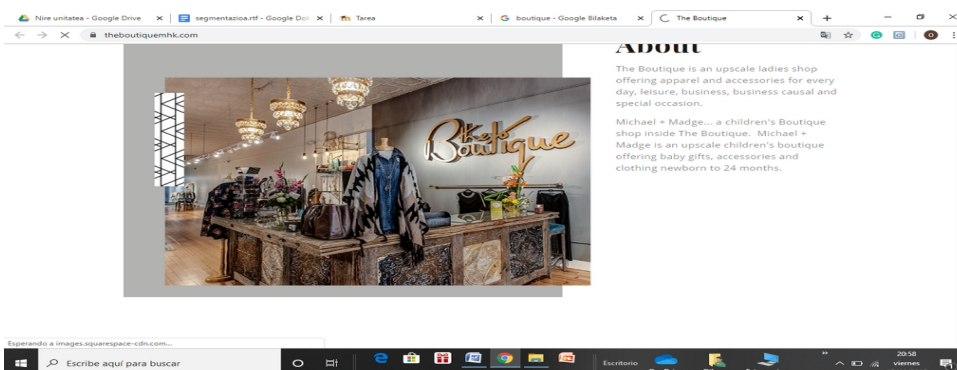 Nire unitatea - Google Drive
segmentazioa.rtf - Google Do
Tarea
boutique - Google Bilaketa
The Boutique
theboutiquemhk.com
About
The Boutique is an upscale ladies shop
offering apparel and accessories for every
day, leisure, business, business causal and
special occasion.
Michael + Madge... a children's Boutique
shop inside The Boutique. Michael +
Madge is an upscale children's boutique
offering baby gifts, accessories and
clothing newborn to 24 months.
Boutique
Esperando a images.squarespace-cdn.com...
Escribe aquí para buscar
Escritorio
20:58
viernes